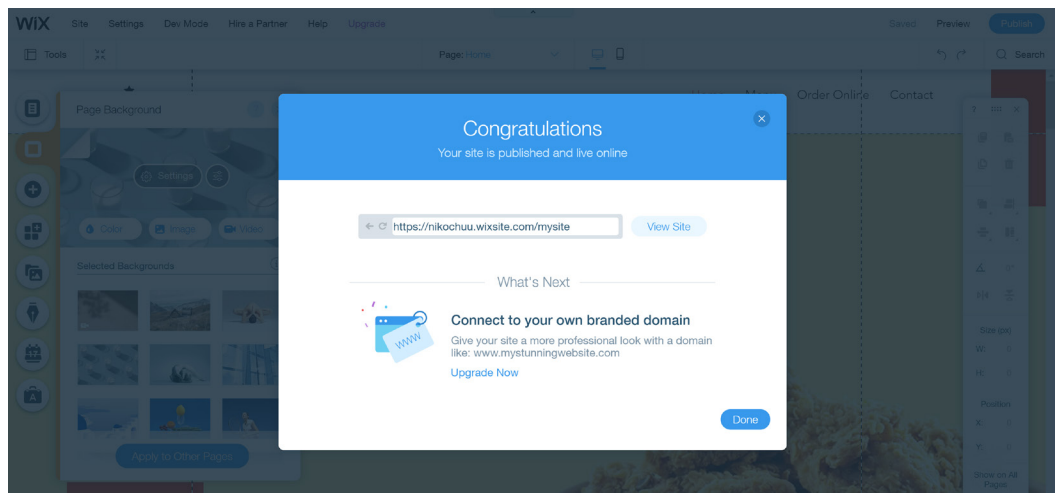 WiX Site Settings Dev Mode Hire a Partner Help Upgrade Saved Preview Publish
Tools Page: Home Search
Order Online Contact
Page Background
Congratulations
Your site is published and live online
Settings
https://nikochuu.wixsite.com/mysite View Site
Color Image Video
Selected Backgrounds
What's Next
Connect to your own branded domain
Give your site a more professional look with a domain
like: www.mystunningwebsite.com
Upgrade Now
WWW
Done
Apply to Other Pages
Size (px)
W:
H:
Position
X:
Y:
Show on All
Pages